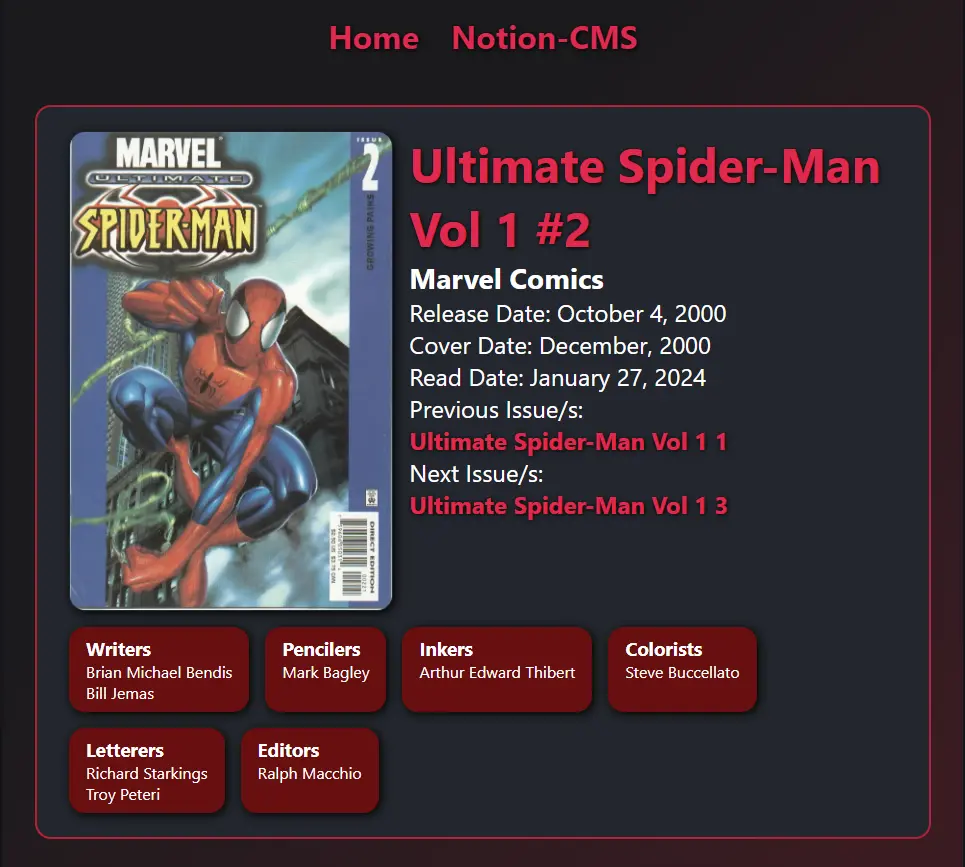 Home Notion-CMS
MARVEL
ULTIMATE
SPIDER-MAN
ISSUE
2
GROWING PAINS
DIRECT EDITION
Ultimate Spider-Man
Vol 1 #2
Marvel Comics
Release Date: October 4, 2000
Cover Date: December, 2000
Read Date: January 27, 2024
Previous Issue/s:
Ultimate Spider-Man Vol 1 1
Next Issue/s:
Ultimate Spider-Man Vol 1 3
Writers
Brian Michael Bendis
Bill Jemas
Pencilers
Mark Bagley
Inkers
Arthur Edward Thibert
Colorists
Steve Buccellato
Letterers
Richard Starkings
Troy Peteri
Editors
Ralph Macchio